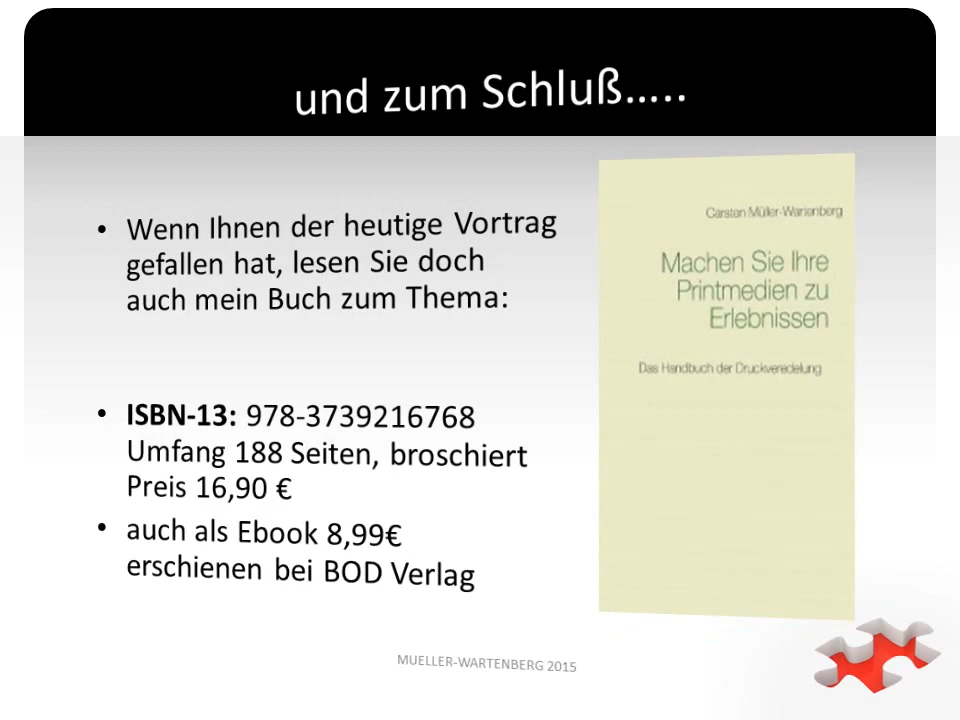 und zum Schluß.....
• Wenn Ihnen der heutige Vortrag
gefallen hat, lesen Sie doch
auch mein Buch zum Thema:
• ISBN-13: 978-3739216768
Umfang 188 Seiten, broschiert
Preis 16,90 €
• auch als Ebook 8,99€
erschienen bei BOD Verlag
Carsten Müller-Wartenberg
Machen Sie Ihre
Printmedien zu
Erlebnissen
Das Handbuch der Druckveredelung
MUELLER-WARTENBERG 2015